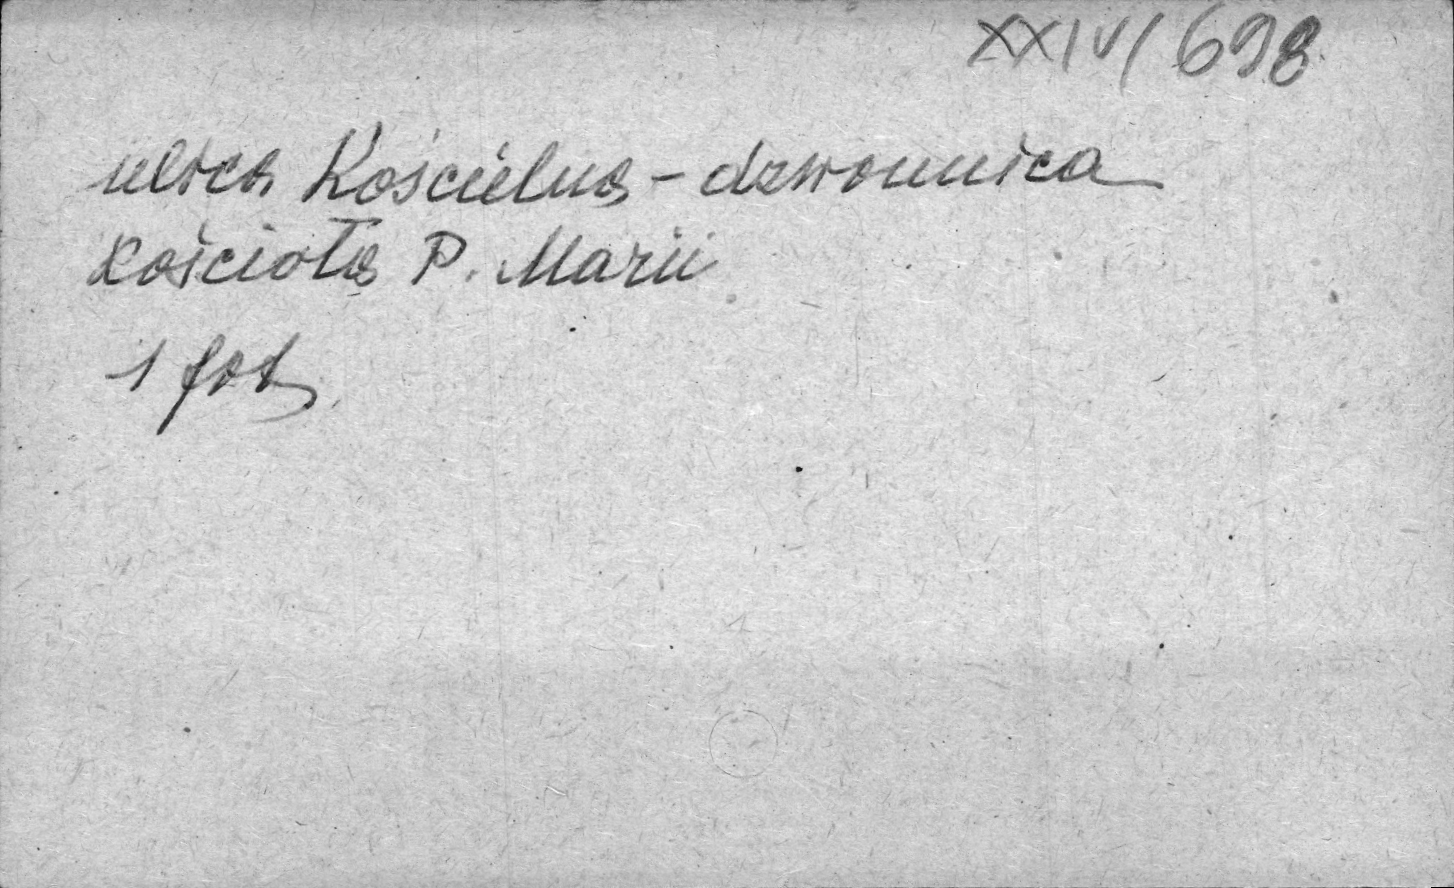 XXIV/698
ulica Kościelna - dzwonnica
kościoła P. Marii
1 fot.